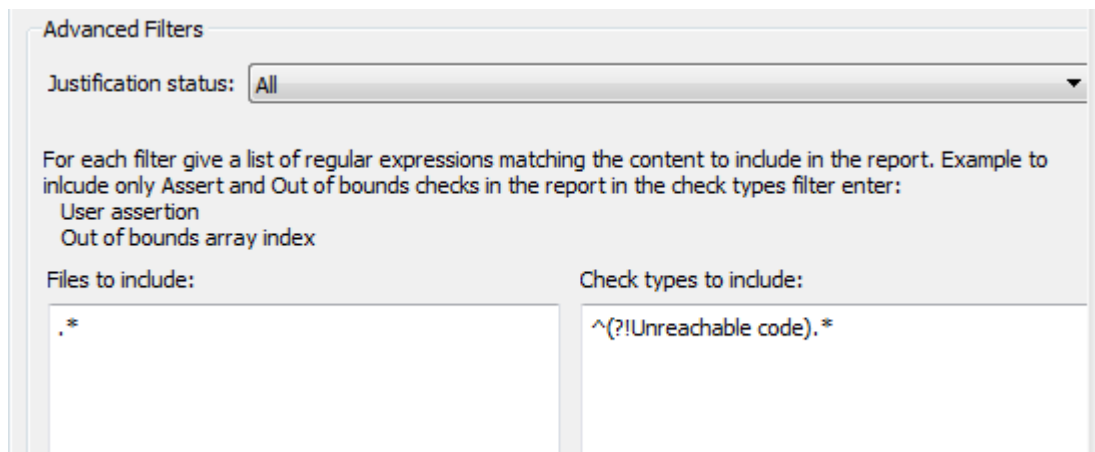 Advanced Filters
Justification status: All
For each filter give a list of regular expressions matching the content to include in the report. Example to
inlcude only Assert and Out of bounds checks in the report in the check types filter enter:
User assertion
Out of bounds array index
Files to include: Check types to include:
.* ^(?!Unreachable code).*